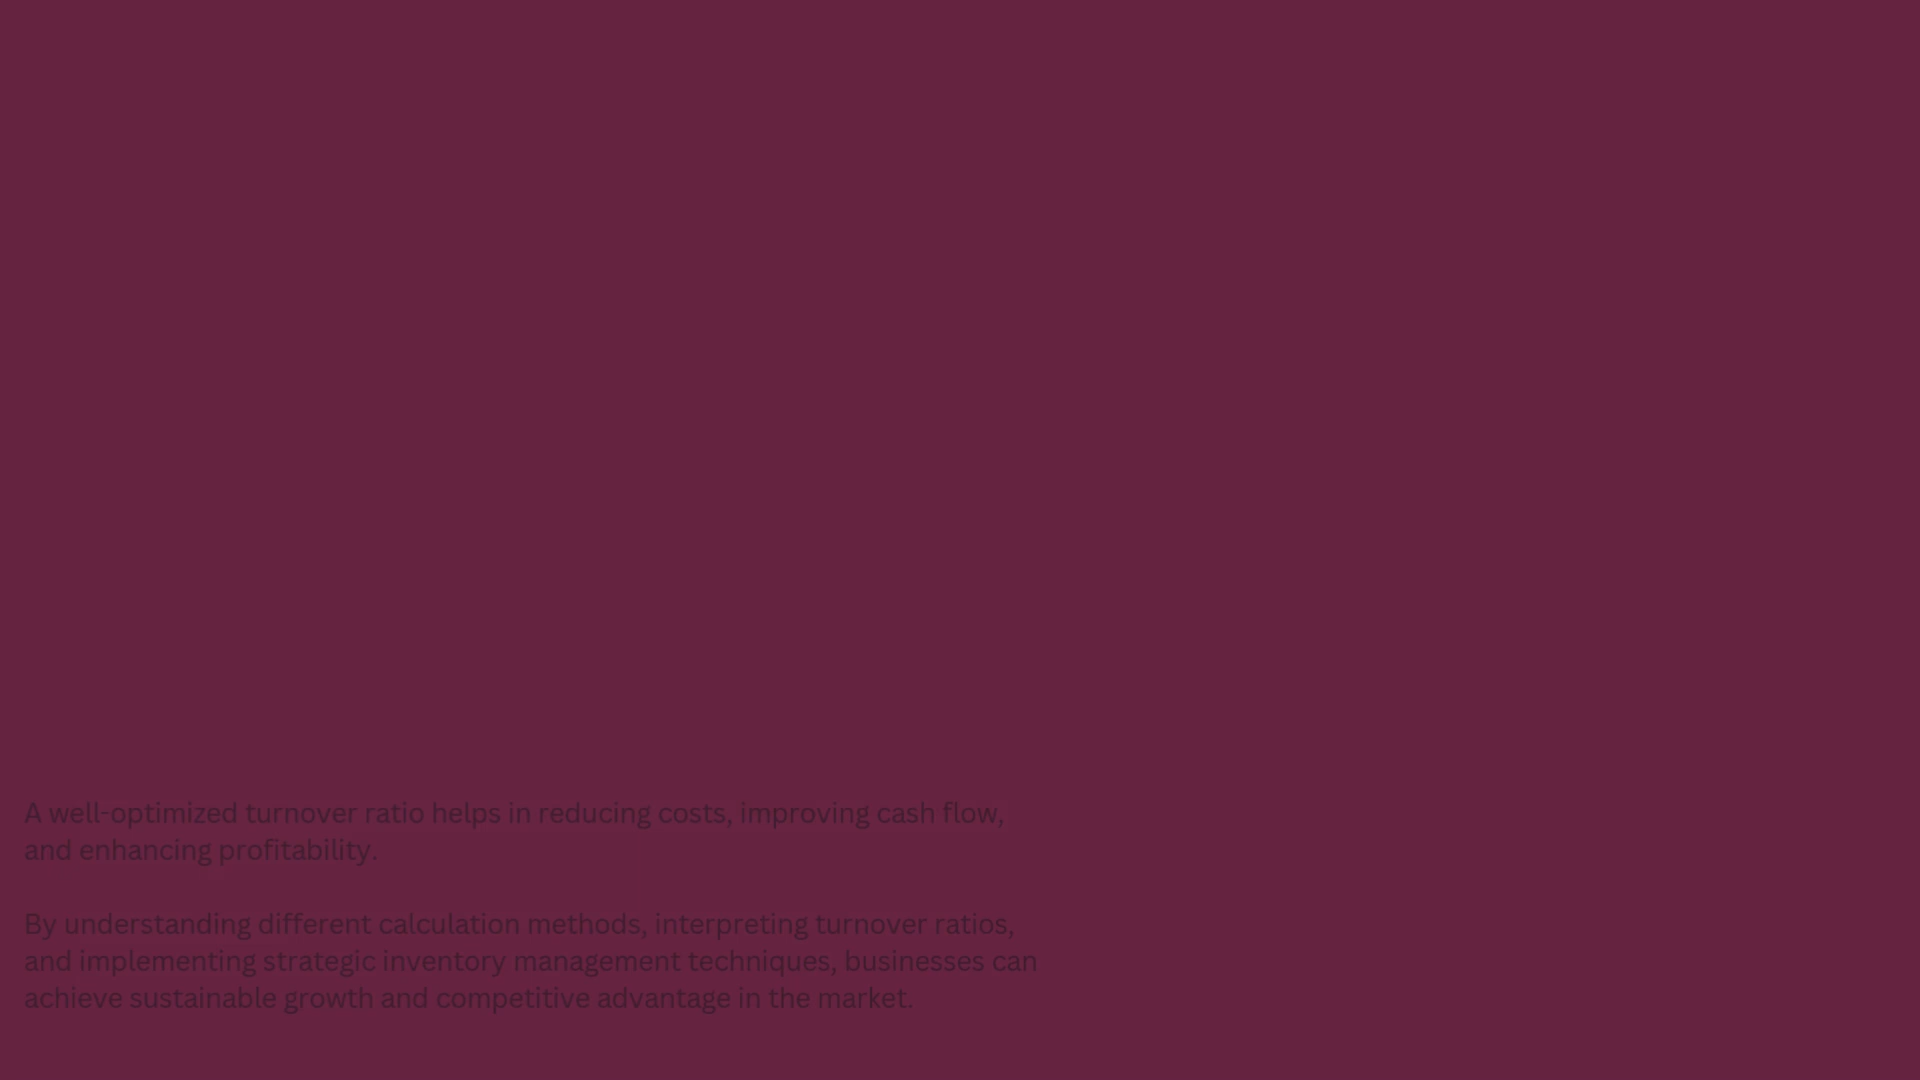 A well-optimized turnover ratio helps in reducing costs, improving cash flow,
and enhancing profitability.
By understanding different calculation methods, interpreting turnover ratios,
and implementing strategic inventory management techniques, businesses can
achieve sustainable growth and competitive advantage in the market.